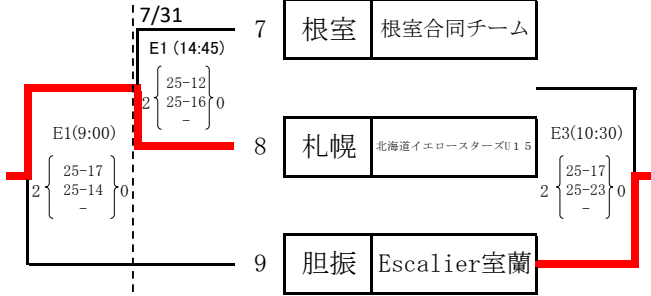 7/31
7 根室 根室合同チーム
E1 (14:45)
2 25-12 0
25-16
-
8 札幌 北海道イエロースターズU15
E1(9:00)
2 25-17 0
25-14
-
E3(10:30)
2 25-17 0
25-23
-
9 胆振 Escalier室蘭